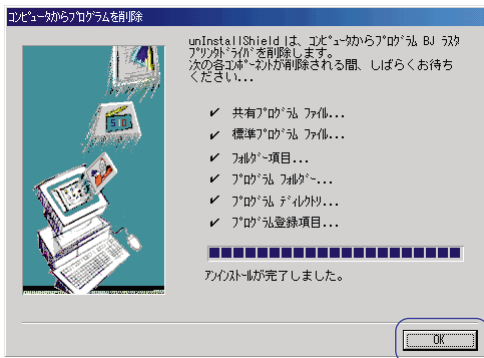 ｺﾝﾋﾟｭｰﾀからﾌﾟﾛｸﾞﾗﾑを削除
unInstallShield は、ｺﾝﾋﾟｭｰﾀからﾌﾟﾛｸﾞﾗﾑ BJ ﾗｽﾀ
ﾌﾟﾘﾝﾀﾄﾞﾗｲﾊﾞを削除します。
次の各ｺﾝﾎﾟｰﾈﾝﾄが削除される間、しばらくお待ち
ください...
✔ 共有ﾌﾟﾛｸﾞﾗﾑ ﾌｧｲﾙ...
✔ 標準ﾌﾟﾛｸﾞﾗﾑ ﾌｧｲﾙ...
✔ ﾌｫﾙﾀﾞｰ項目...
✔ ﾌﾟﾛｸﾞﾗﾑ ﾌｫﾙﾀﾞｰ...
✔ ﾌﾟﾛｸﾞﾗﾑ ﾃﾞｨﾚｸﾄﾘ...
✔ ﾌﾟﾛｸﾞﾗﾑ登録項目...
ｱﾝｲﾝｽﾄｰﾙが完了しました。
OK